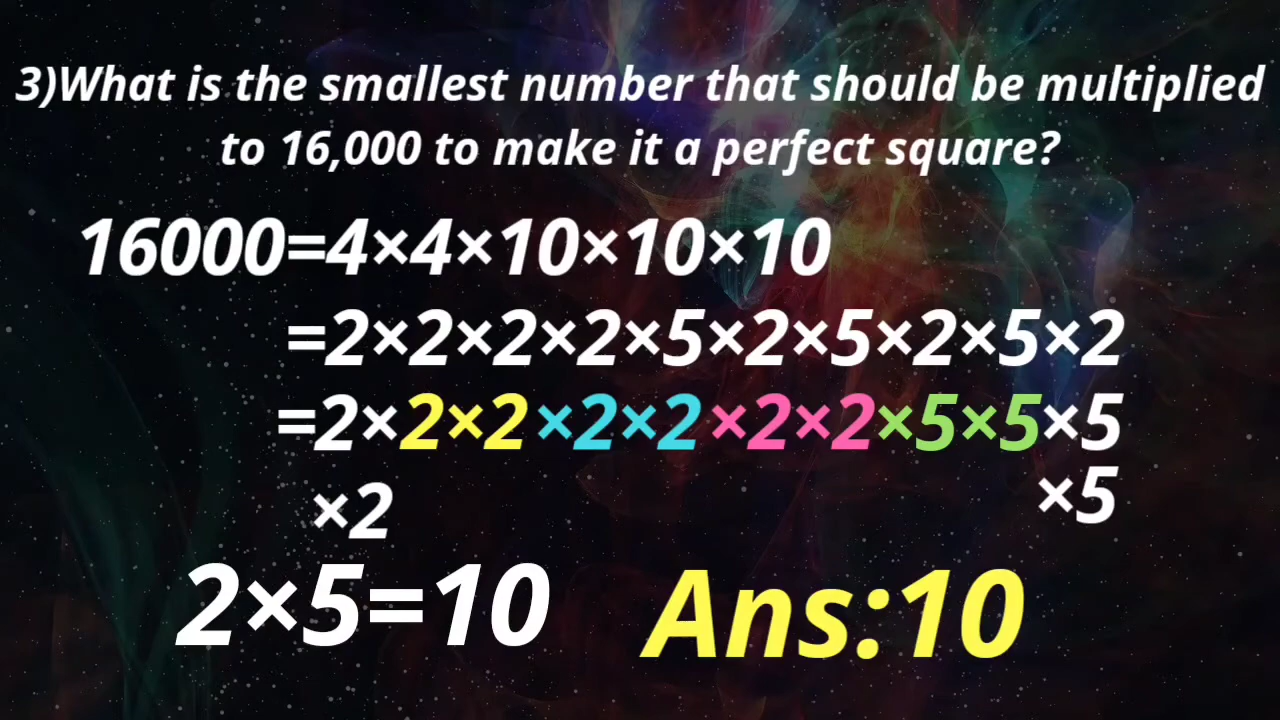 3)What is the smallest number that should be multiplied
to 16,000 to make it a perfect square?
16000=4×4×10×10×10
=2×2×2×2×5×2×5×2×5×2
=2×2×2×2×2×2×2×5×5×5
×2 ×5
2×5=10 Ans:10